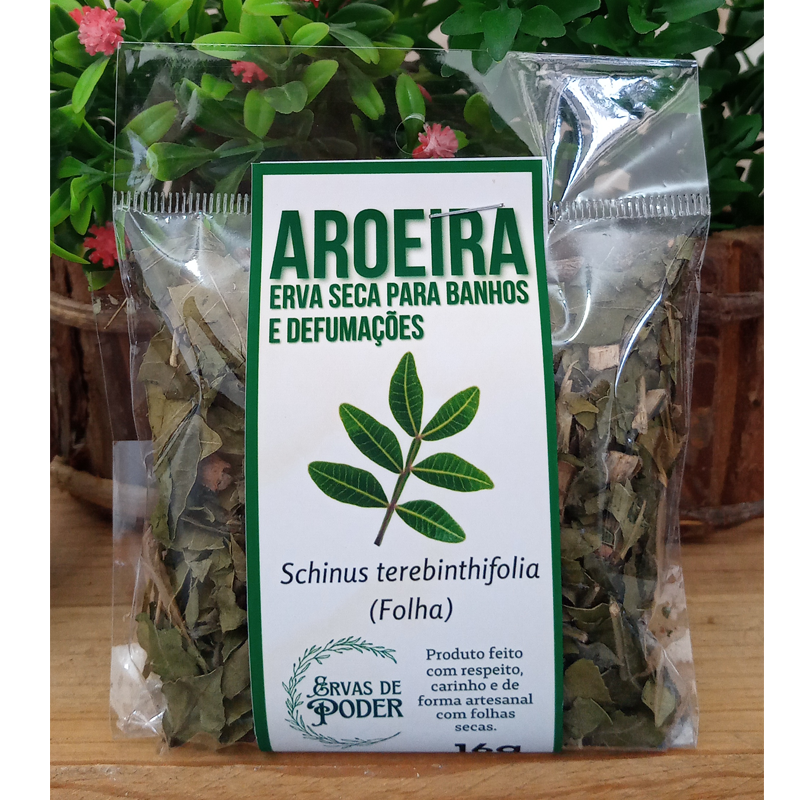 AROEIRA
ERVA SECA PARA BANHOS
E DEFUMAÇÕES
Schinus terebinthifolia
(Folha)
ERVAS DE
PODER
Produto feito
com respeito,
carinho e de
forma artesanal
com folhas
secas.
16g